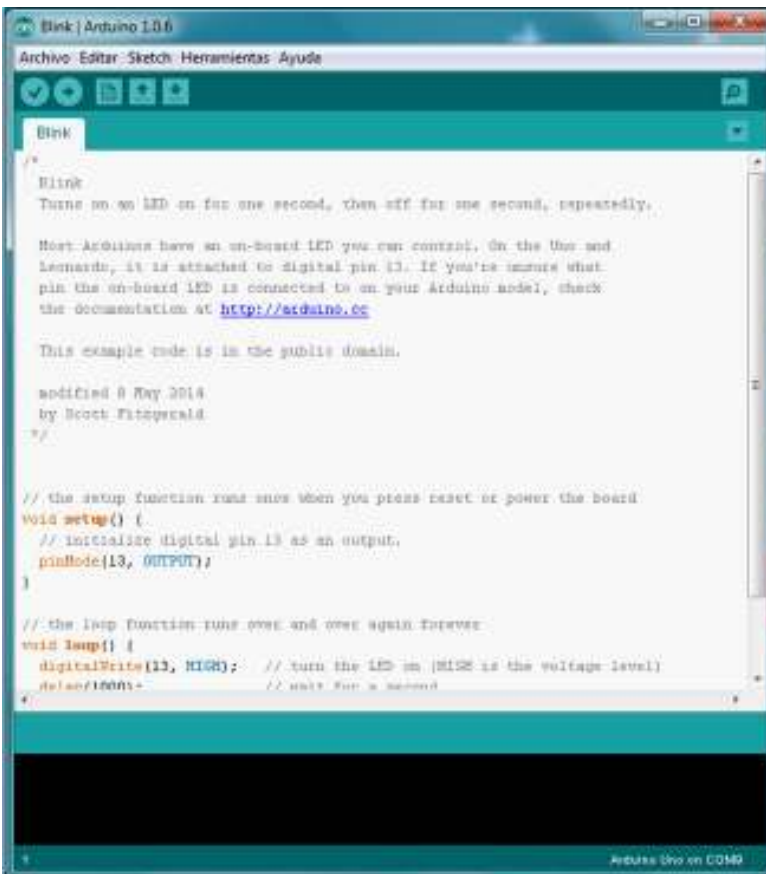 Blink | Arduino 1.0.6
Archivo Editar Sketch Herramientas Ayuda
Blink
/*
Blink
Turns on an LED on for one second, then off for one second, repeatedly.
Most Arduinos have an on-board LED you can control. On the Uno and
Leonardo, it is attached to digital pin 13. If you're unsure what
pin the on-board LED is connected to on your Arduino model, check
the documentation at http://arduino.cc
This example code is in the public domain.
modified 8 May 2014
by Scott Fitzgerald
*/
// the setup function runs once when you press reset or power the board
void setup() {
// initialize digital pin 13 as an output.
pinMode(13, OUTPUT);
}
// the loop function runs over and over again forever
void loop() {
digitalWrite(13, HIGH); // turn the LED on (HIGH is the voltage level)
delay(1000); // wait for a second
1 Arduino Uno on COM9